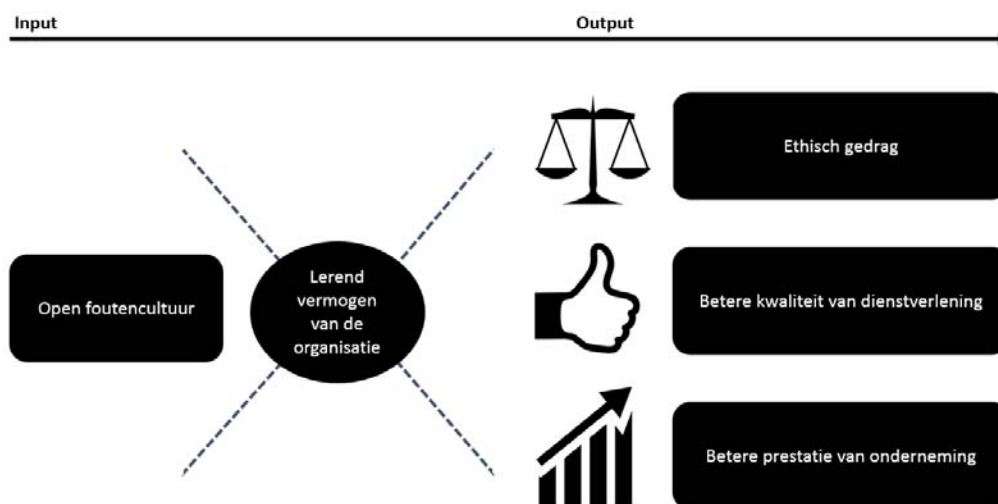 Input
Output
Ethisch gedrag
Open foutencultuur
Lerend
vermogen
van de
organisatie
Betere kwaliteit van dienstverlening
Betere prestatie van onderneming